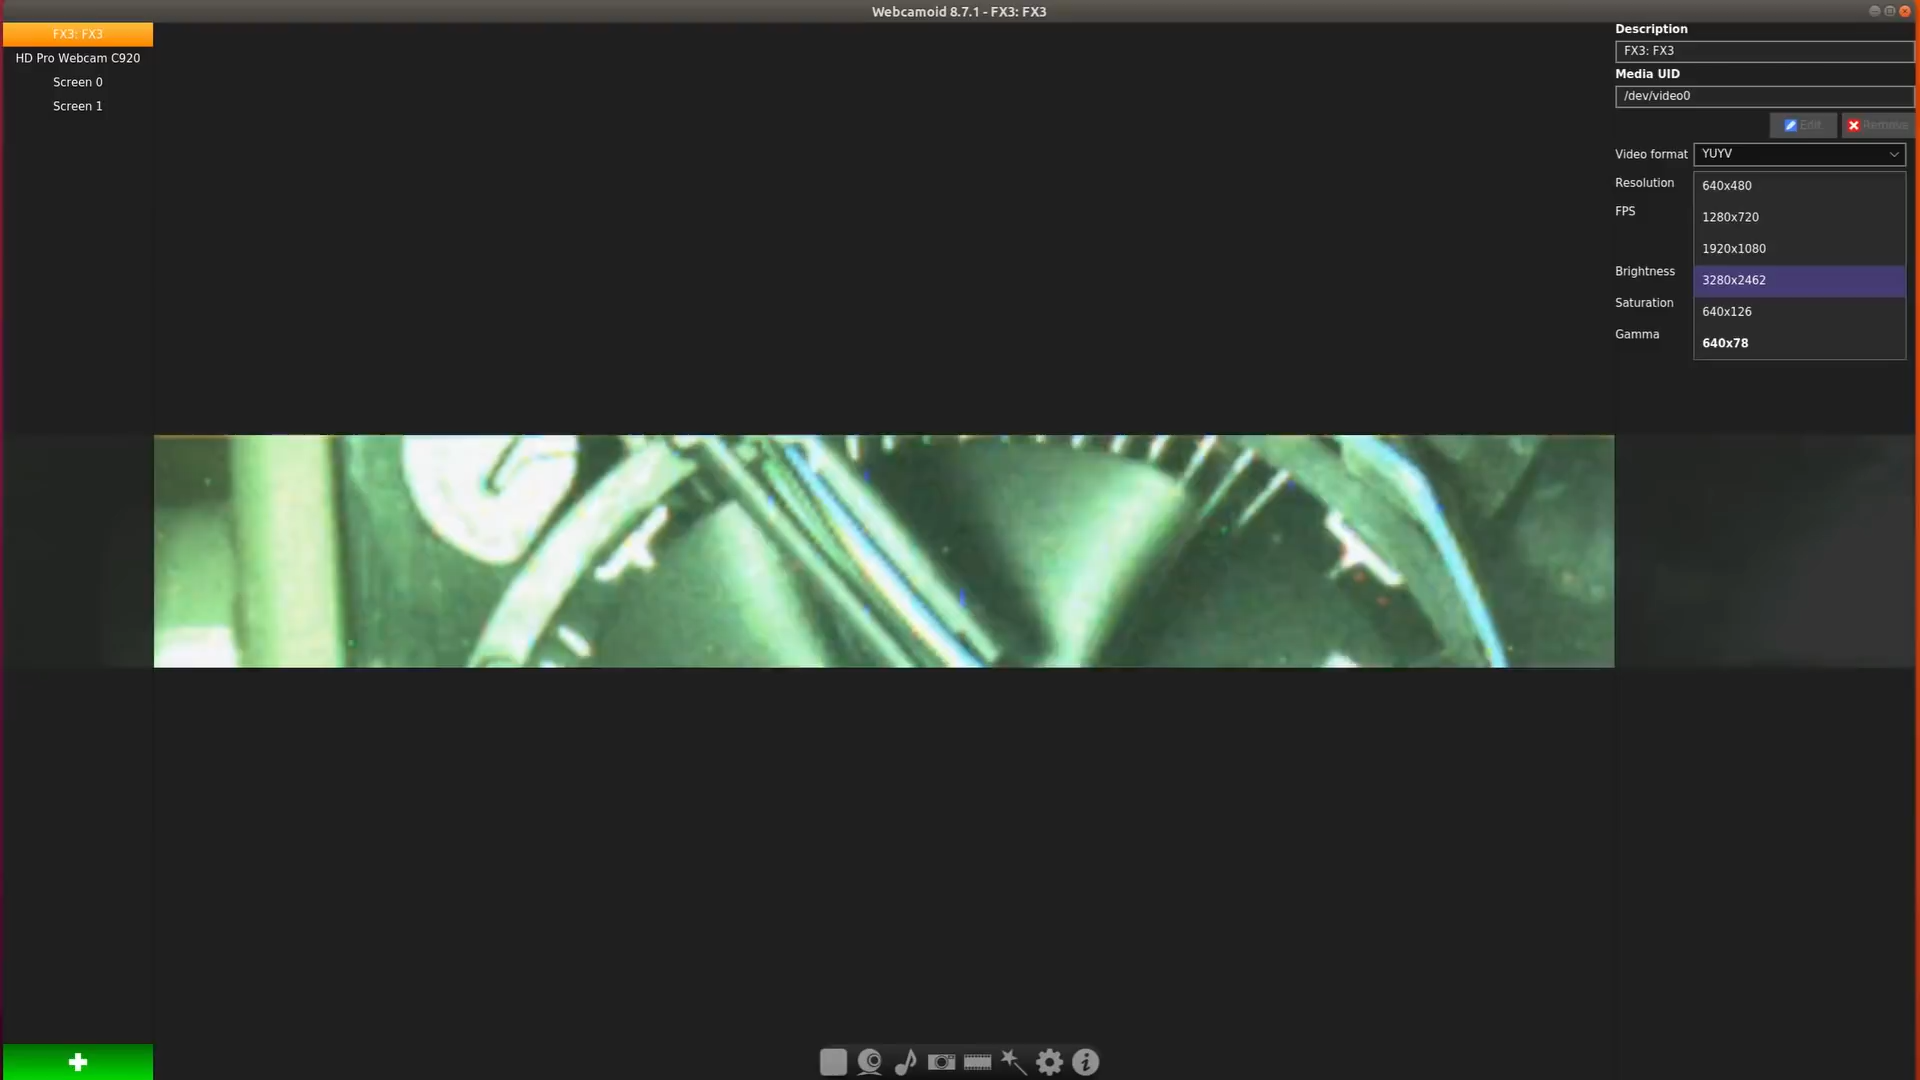 Webcamoid 8.7.1 - FX3: FX3
FX3: FX3
HD Pro Webcam C920
Screen 0
Screen 1
Description
FX3: FX3
Media UID
/dev/video0
Edit
Remove
Video format
YUYV
Resolution
FPS
Brightness
Saturation
Gamma
640x480
1280x720
1920x1080
3280x2462
640x126
640x78